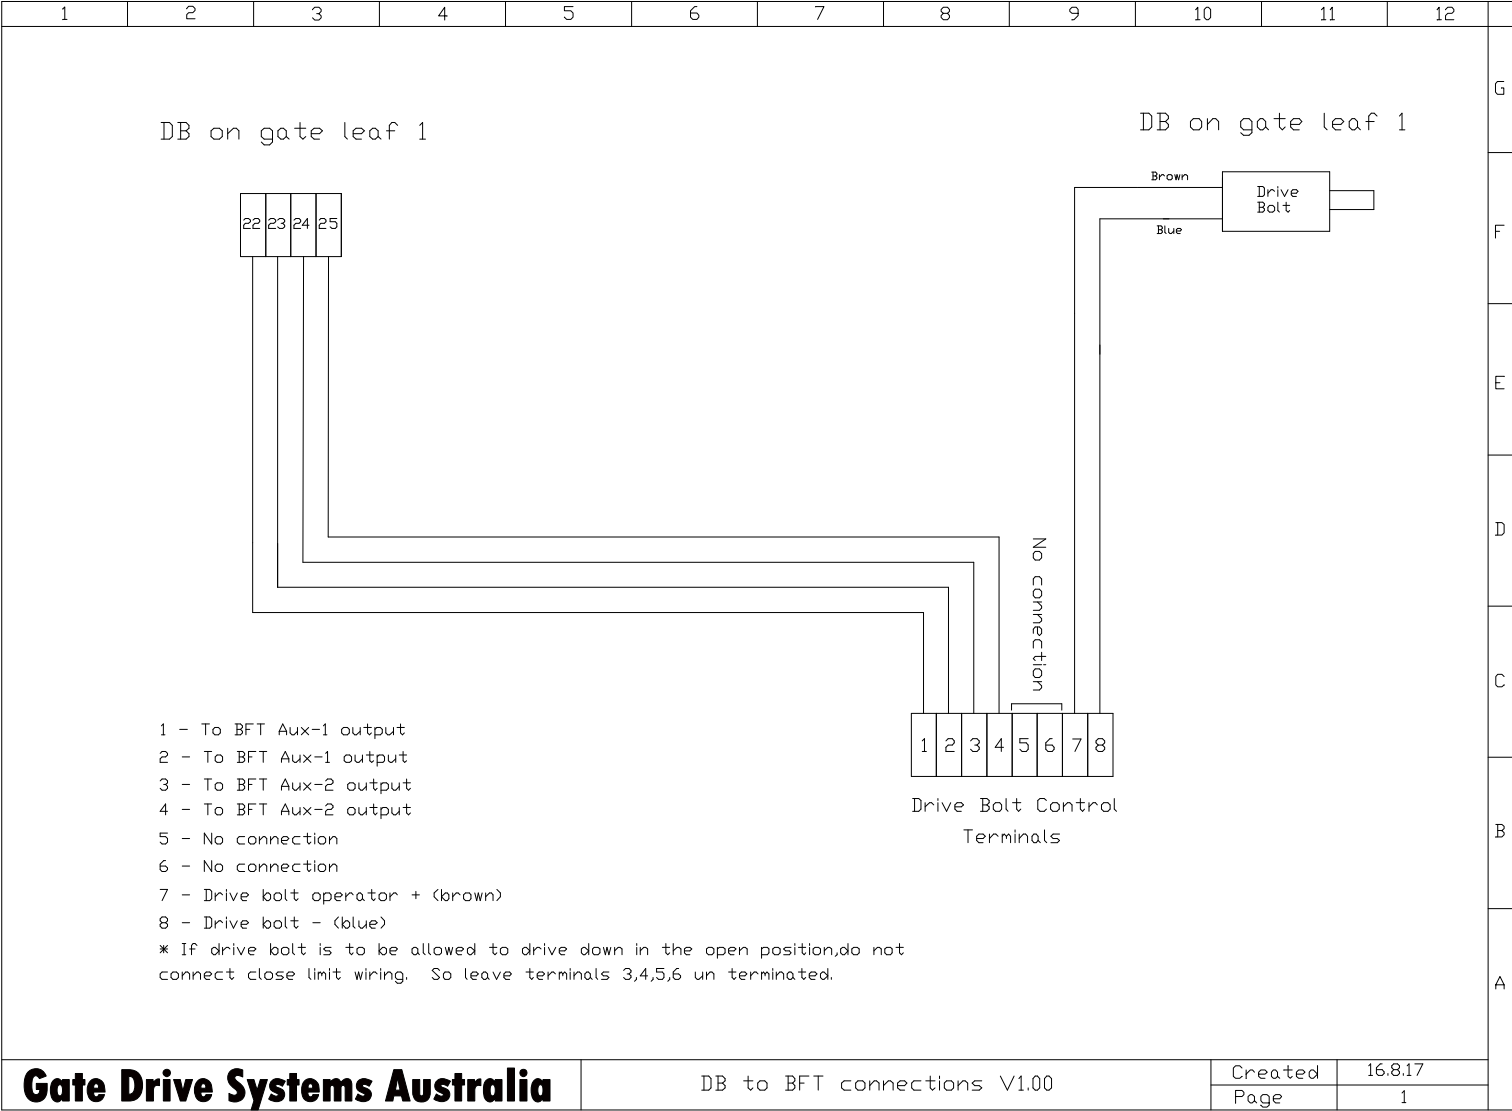 1 2 3 4 5 6 7 8 9 10 11 12
G
DB on gate leaf 1
DB on gate leaf 1
Brown
Drive
Bolt
22 23 24 25
Blue
F
E
D
No connection
C
1 - To BFT Aux-1 output
2 - To BFT Aux-1 output
3 - To BFT Aux-2 output
4 - To BFT Aux-2 output
5 - No connection
6 - No connection
7 - Drive bolt operator + (brown)
8 - Drive bolt - (blue)
* If drive bolt is to be allowed to drive down in the open position,do not
connect close limit wiring. So leave terminals 3,4,5,6 un terminated.
1 2 3 4 5 6 7 8
Drive Bolt Control
Terminals
B
A
Gate Drive Systems Australia
DB to BFT connections V1.00
Created 16.8.17
Page 1